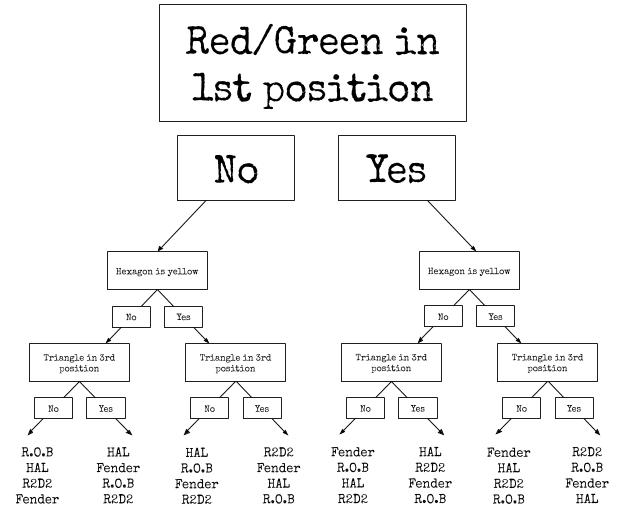 Red/Green in
1st position
No
Yes
Hexagon is yellow
Hexagon is yellow
No
Yes
No
Yes
Triangle in 3rd
position
Triangle in 3rd
position
Triangle in 3rd
position
Triangle in 3rd
position
No
Yes
No
Yes
No
Yes
No
Yes
R.O.B
HAL
R2D2
Fender
HAL
Fender
R.O.B
R2D2
HAL
R.O.B
Fender
R2D2
R2D2
Fender
HAL
R.O.B
Fender
R.O.B
HAL
R2D2
HAL
R2D2
Fender
R.O.B
Fender
HAL
R2D2
R.O.B
R2D2
R.O.B
Fender
HAL